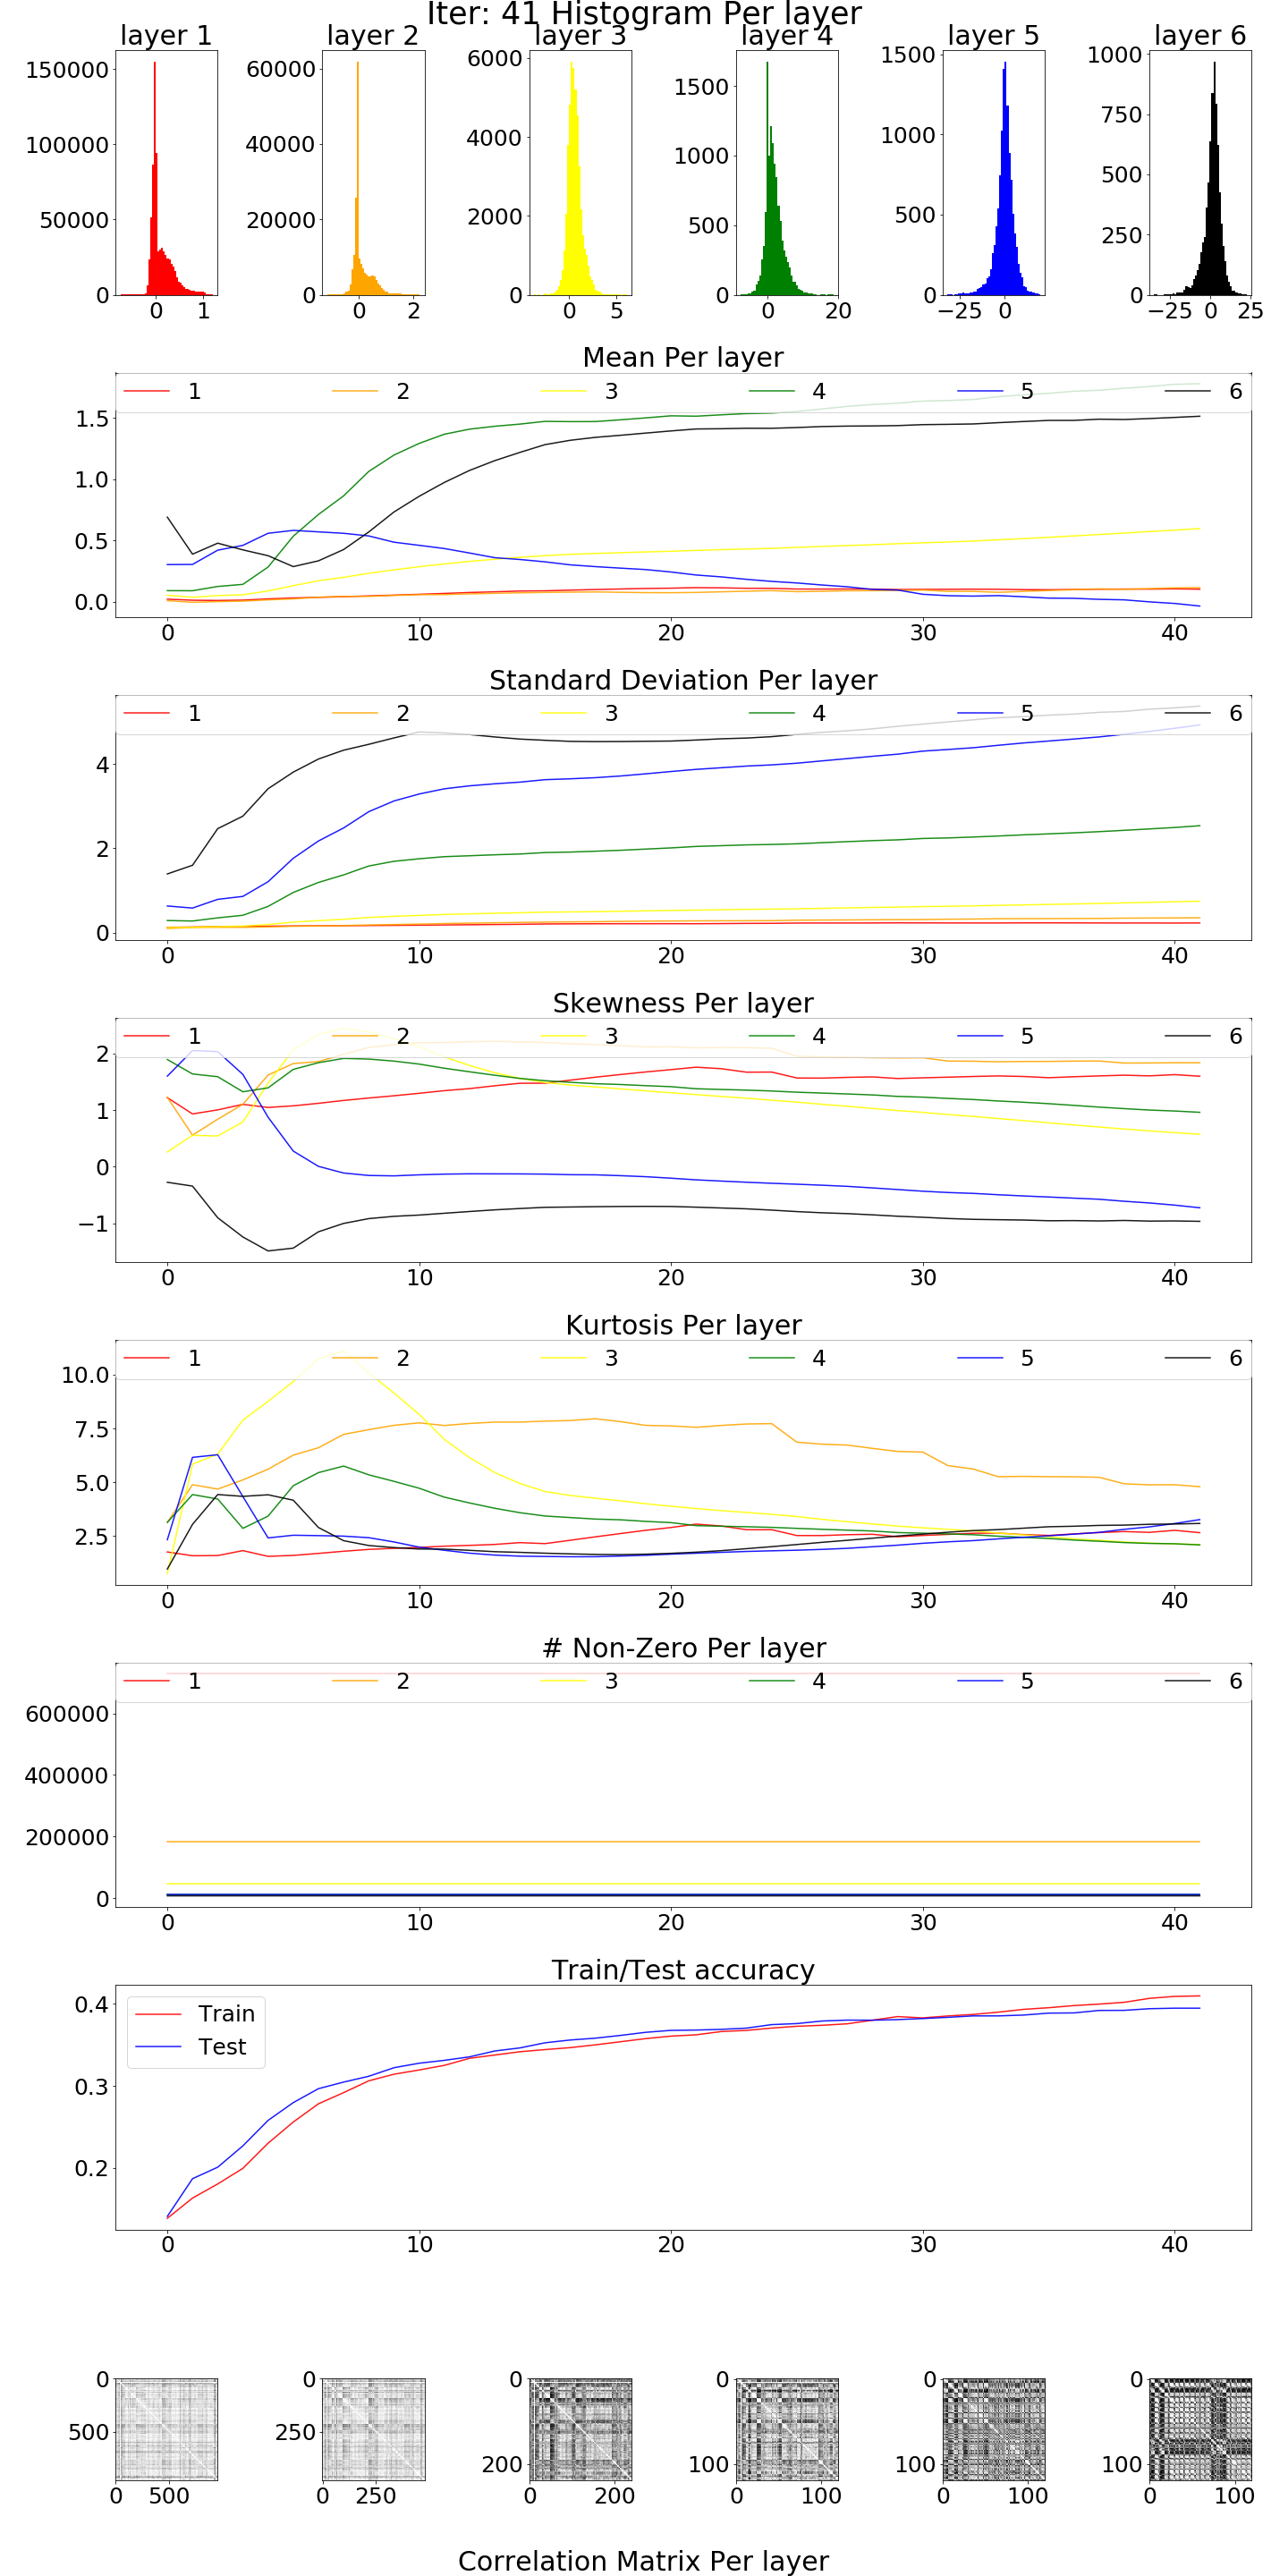 Iter: 41 Histogram Per layer
layer 1 layer 2 layer 3 layer 4 layer 5 layer 6
150000 100000 50000 0
0 1
60000 40000 20000 0
0 2
6000 4000 2000 0
0 5
1500 1000 500 0
0 20
1500 1000 500 0
−25 0
1000 750 500 250 0
−25 0 25
Mean Per layer
1 2 3 4 5 6
1.5
1.0
0.5
0.0
0 10 20 30 40
Standard Deviation Per layer
1 2 3 4 5 6
4
2
0
0 10 20 30 40
Skewness Per layer
1 2 3 4 5 6
2
1
0
−1
0 10 20 30 40
Kurtosis Per layer
1 2 3 4 5 6
10.0
7.5
5.0
2.5
0 10 20 30 40
# Non-Zero Per layer
1 2 3 4 5 6
600000
400000
200000
0
0 10 20 30 40
Train/Test accuracy
Train
Test
0.4
0.3
0.2
0 10 20 30 40
0 500
0 500
0 250
0 250
0 200
0 200
0 100
0 100
0 100
0 100
0 100
0 100
Correlation Matrix Per layer